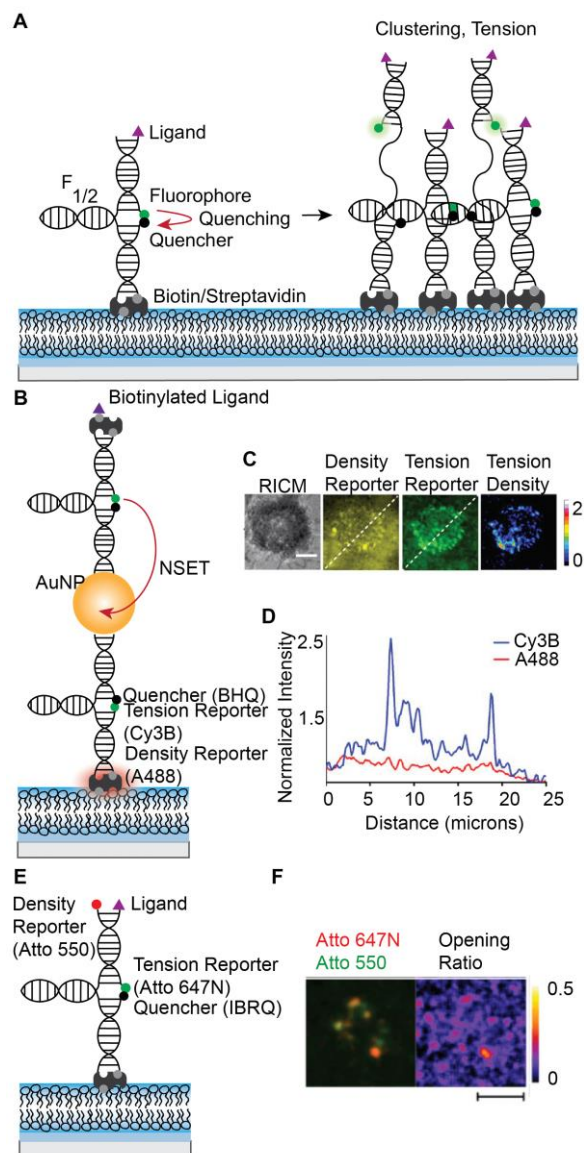 A
Clustering, Tension
Ligand
F1/2
Fluorophore
Quenching
Quencher
Biotin/Streptavidin
B
Biotinylated Ligand
AuNP
NSET
Quencher (BHQ)
Tension Reporter
(Cy3B)
Density Reporter
(A488)
C
RICM
Density
Reporter
Tension
Reporter
Tension
Density
2
1
0
D
Normalized Intensity
2.5
1.5
Cy3B
A488
0 5 10 15 20 25
Distance (microns)
E
Density
Reporter
(Atto 550)
Ligand
Tension Reporter
(Atto 647N)
Quencher (IBRQ)
F
Atto 647N
Atto 550
Opening
Ratio
0.5
0